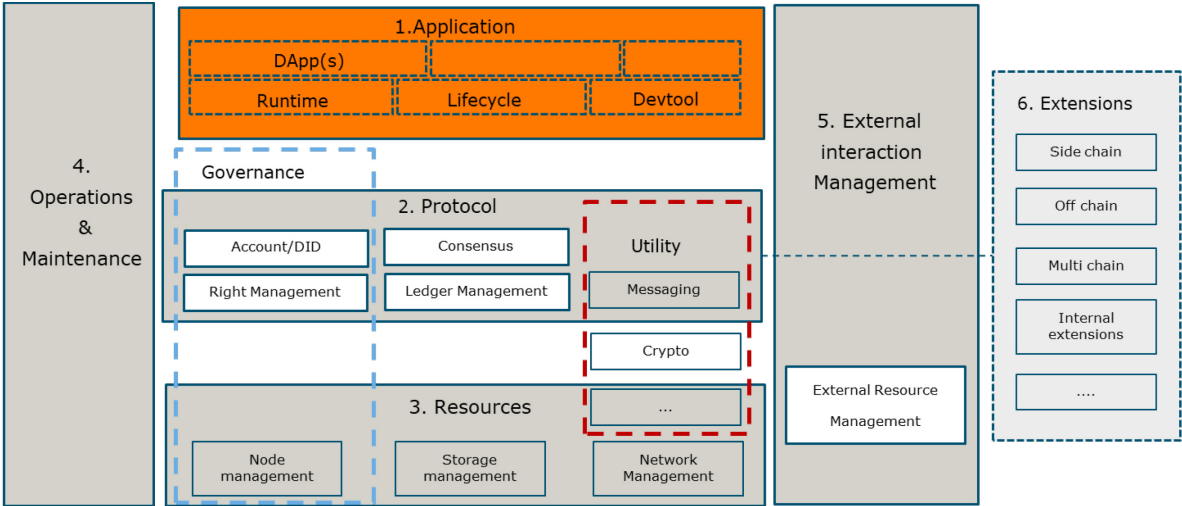 4.
Operations
&
Maintenance
1.Application
DApp(s)
Runtime
Lifecycle
Devtool
Governance
2. Protocol
Account/DID
Consensus
Utility
Right Management
Ledger Management
Messaging
Crypto
3. Resources
...
Node
management
Storage
management
Network
Management
5. External
interaction
Management
External Resource
Management
6. Extensions
Side chain
Off chain
Multi chain
Internal
extensions
....